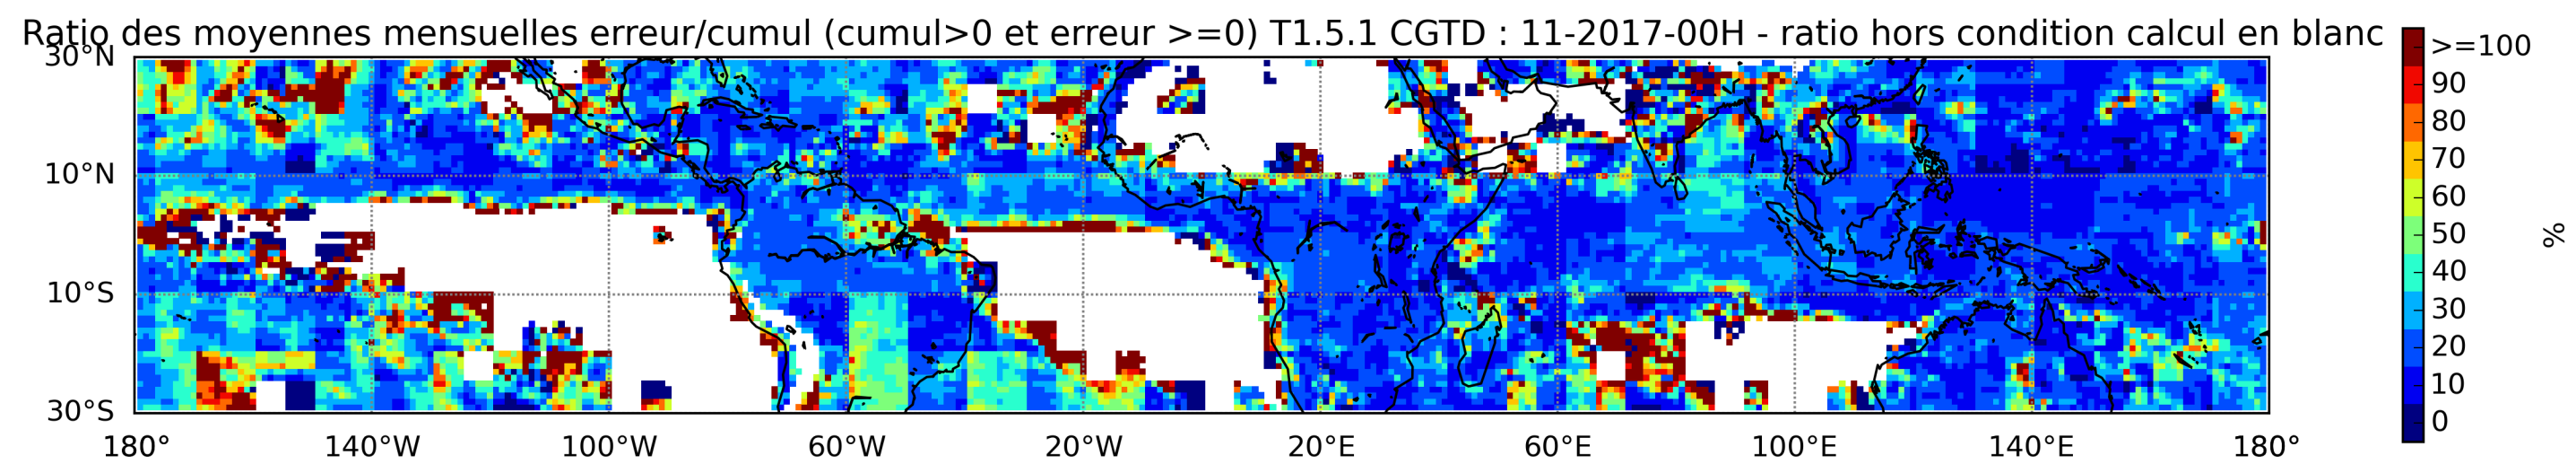 Ratio des moyennes mensuelles erreur/cumul (cumul>0 et erreur >=0) T1.5.1 CGTD : 11-2017-00H - ratio hors condition calcul en blanc
30°N
10°N
10°S
30°S
180° 140°W 100°W 60°W 20°W 20°E 60°E 100°E 140°E 180°
>=100
90
80
70
60
50
40
30
20
10
0
%